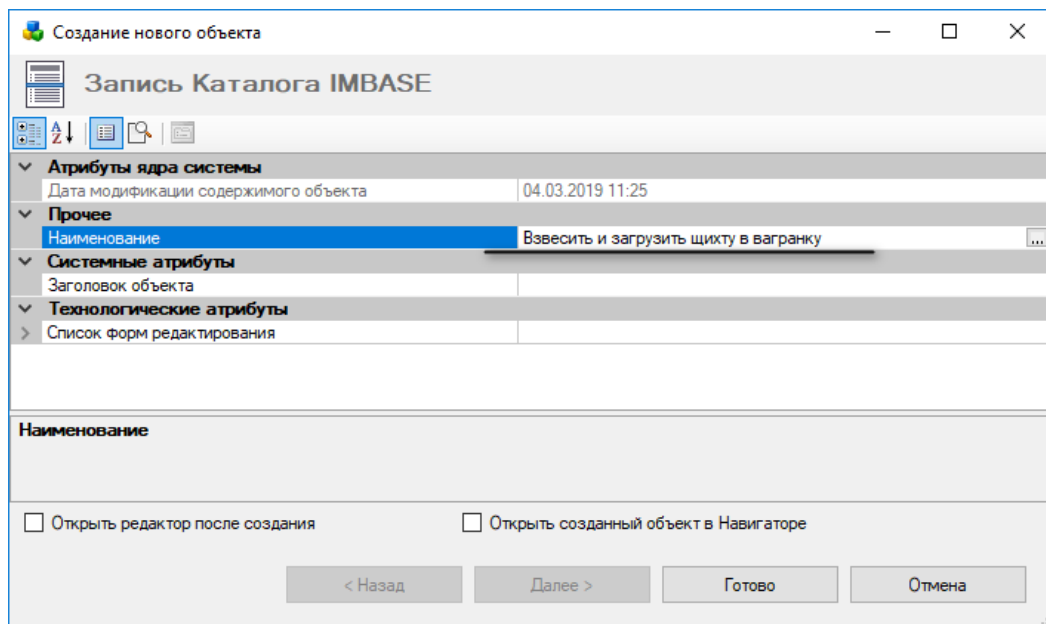 Создание нового объекта
Запись Каталога IMBASE
Атрибуты ядра системы
Дата модификации содержимого объекта 04.03.2019 11:25
Прочее
Наименование Взвесить и загрузить щихту в вагранку ...
Системные атрибуты
Заголовок объекта
Технологические атрибуты
Список форм редактирования
Наименование
Открыть редактор после создания Открыть созданный объект в Навигаторе
< Назад Далее > Готово Отмена